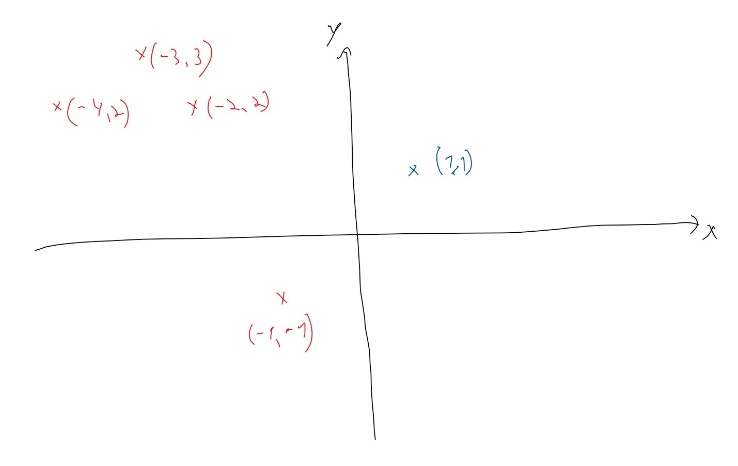 y
(-3,3)
(-4,2) (-2,2)
(1,1)
x
(-1,-1)